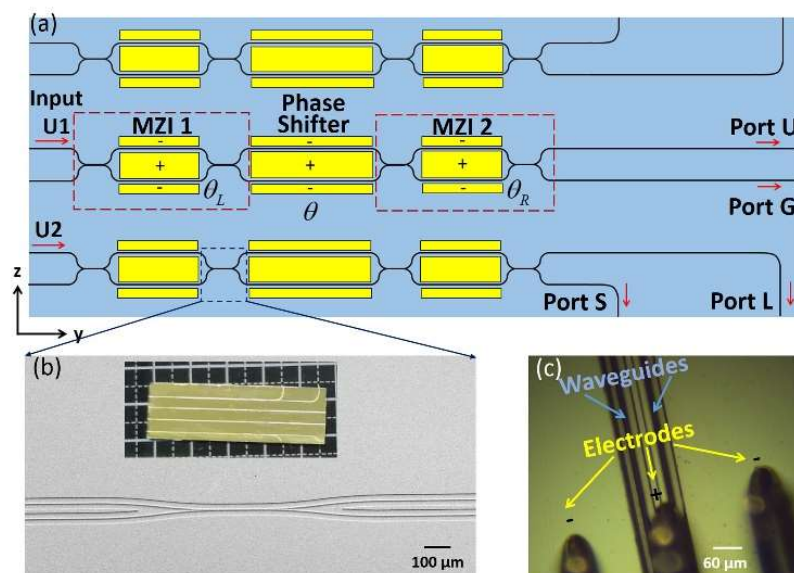 (a)
Input
U1
MZI 1
Phase
Shifter
MZI 2
Port U
- - -
+ + +
- - -
θL
θ
θR
Port G
U2
z
y
Port S
Port L
(b)
100 μm
(c)
Waveguides
Electrodes
-
+
-
60 μm